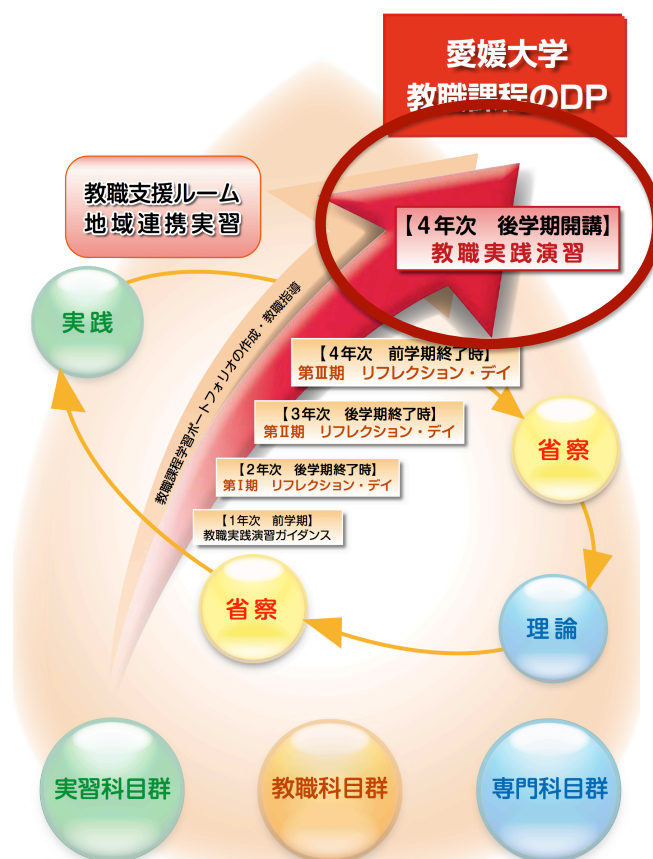 愛媛大学
教職課程のDP
教職支援ルーム
地域連携実習
【４年次　後学期開講】
教職実践演習
実践
教職課程学習ポートフォリオの作成・教職指導
【４年次　前学期終了時】
第Ⅲ期　リフレクション・デイ
【３年次　後学期終了時】
第Ⅱ期　リフレクション・デイ
省察
【２年次　後学期終了時】
第Ⅰ期　リフレクション・デイ
【１年次　前学期】
教職実践演習ガイダンス
省察
理論
実習科目群
教職科目群
専門科目群